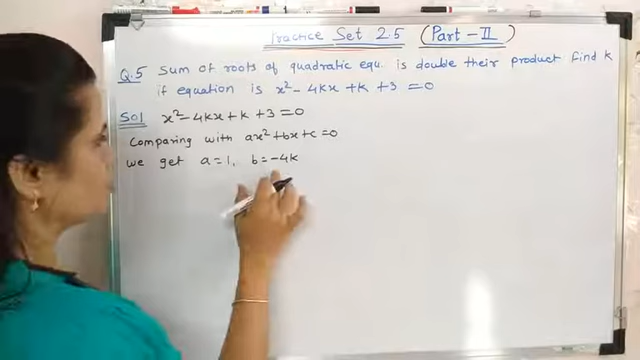 Practice Set 2.5 (Part-II)
Q.5 Sum of roots of quadratic equ. is double their product find k
if equation is x² - 4kx + k + 3 = 0
Sol x² - 4kx + k + 3 = 0
Comparing with ax² + bx + c = 0
we get a = 1, b = -4k